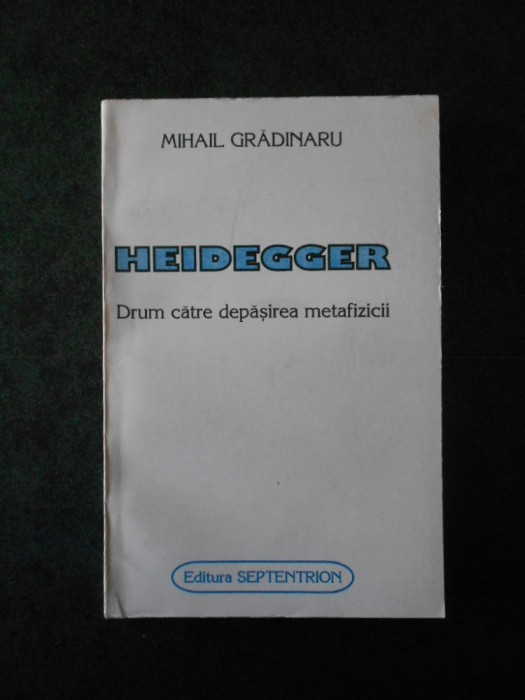 MIHAIL GRĂDINARU
HEIDEGGER
Drum către depășirea metafizicii
Editura SEPTENTRION